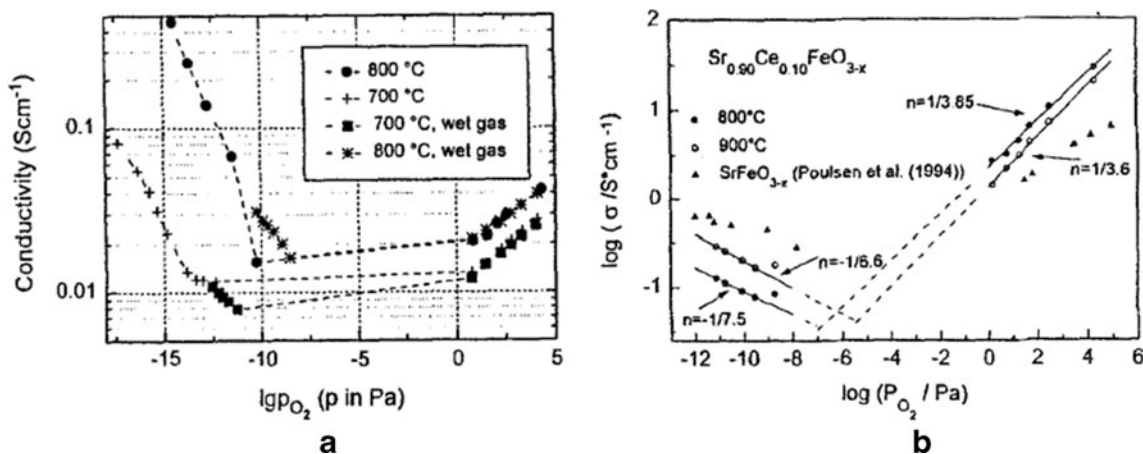 Conductivity (Scm⁻¹)
0.1
0.01
800 °C
700 °C
700 °C, wet gas
800 °C, wet gas
-15
-10
-5
0
5
lgp_O₂ (p in Pa)
a
log (σ /S*cm⁻¹)
2
1
0
-1
Sr₀.₉₀Ce₀.₁₀FeO₃₋ₓ
n=1/3.85
800°C
900°C
SrFeO₃₋ₓ (Poulsen et al. (1994))
n=1/3.6
n=-1/6.6
n=-1/7.5
-12
-10
-8
-6
-4
-2
0
2
4
6
log (P_O₂ / Pa)
b